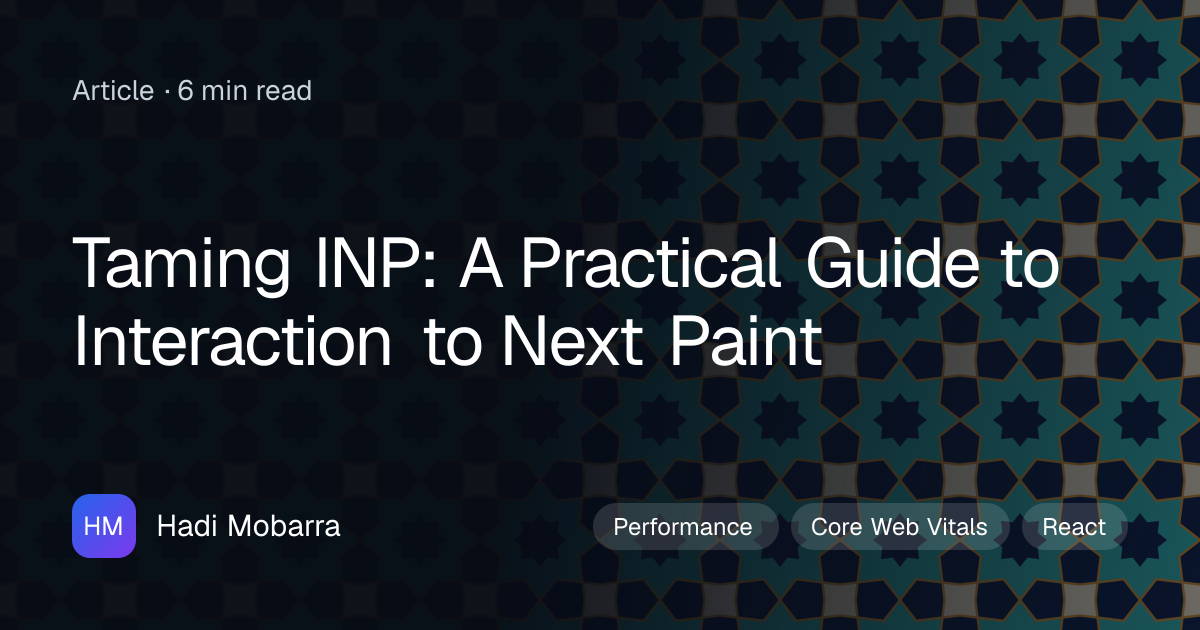 Article · 6 min read
Taming INP: A Practical Guide to
Interaction to Next Paint
HM
Hadi Mobarra
Performance
Core Web Vitals
React